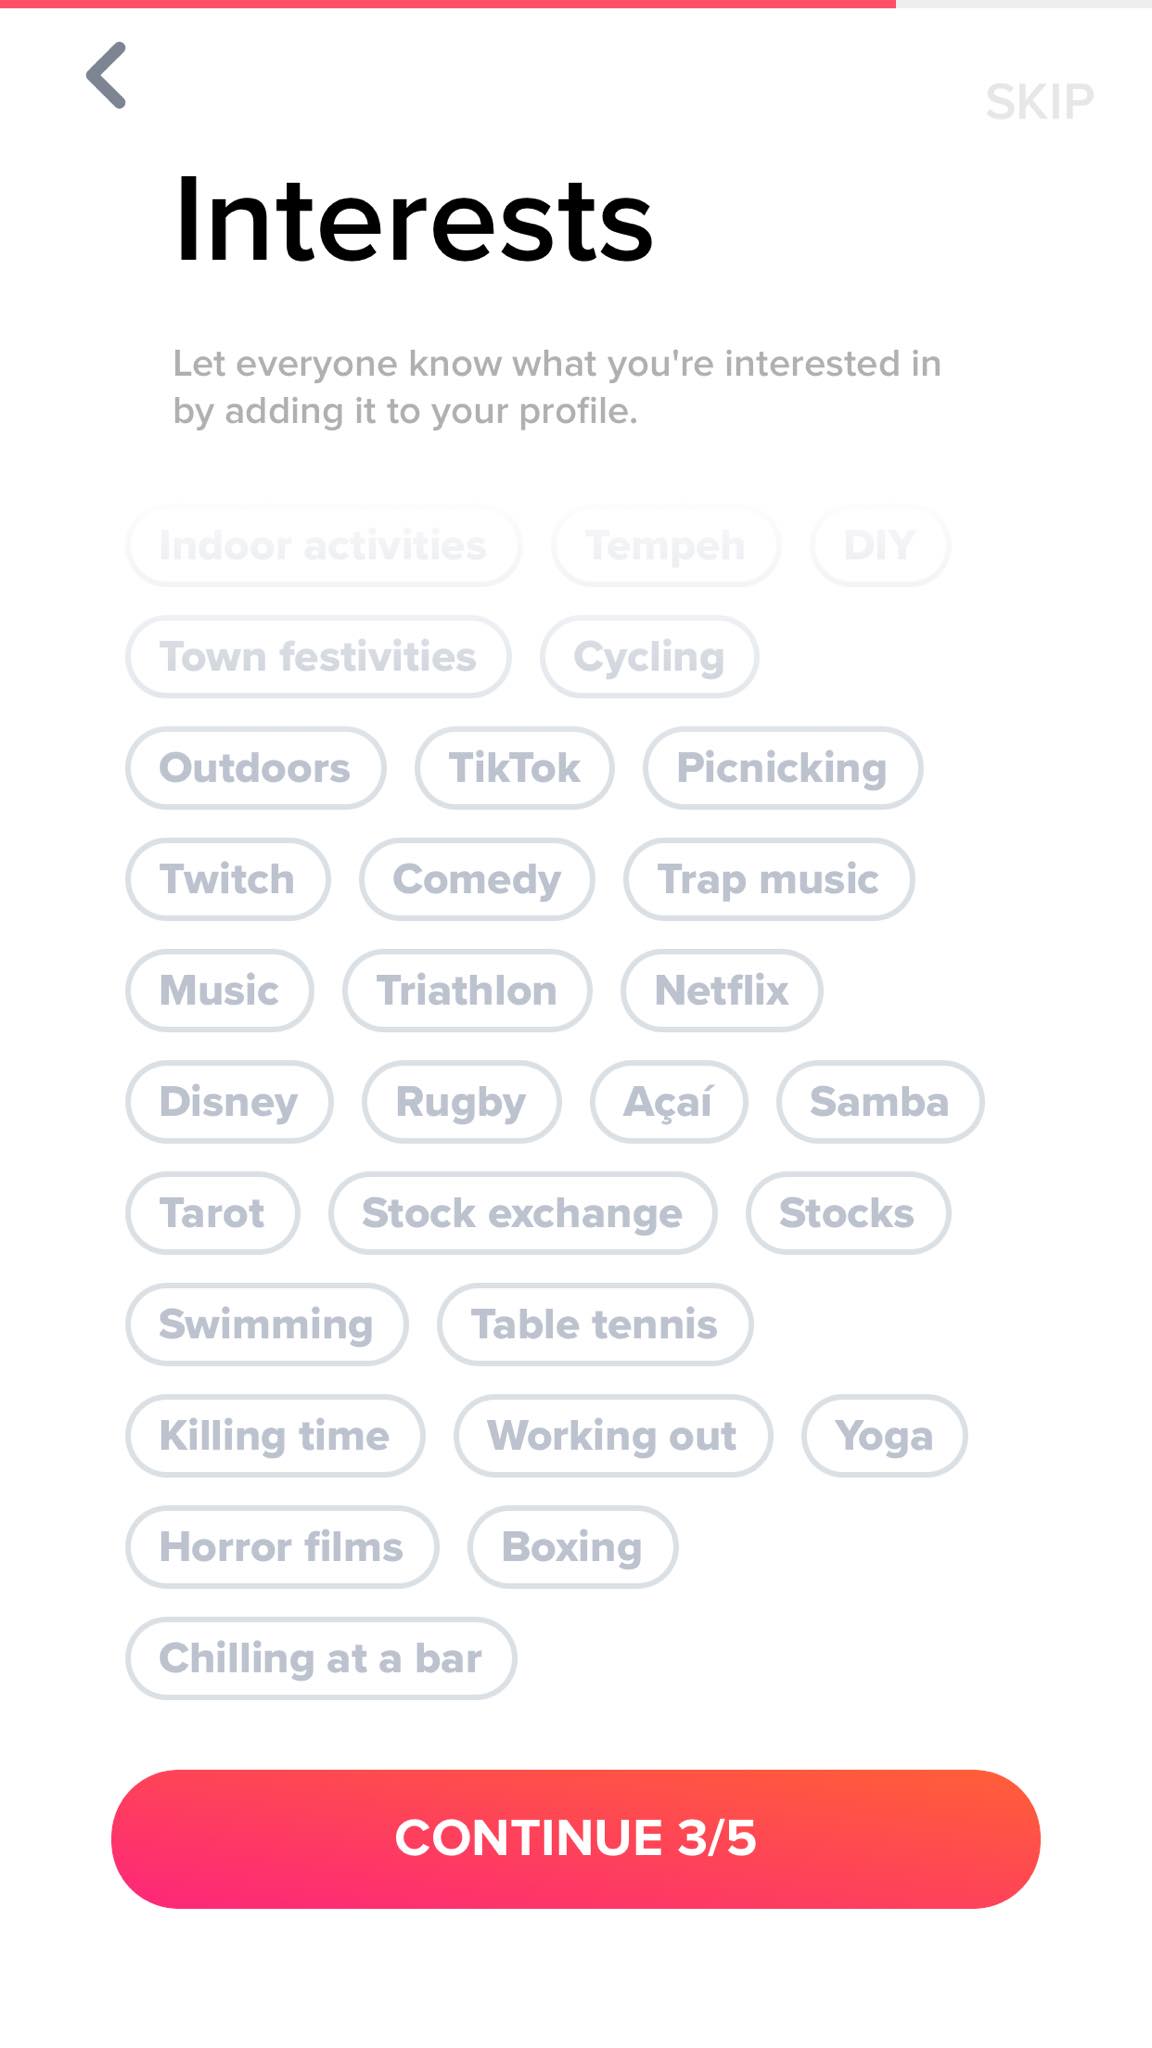 SKIP
Interests
Let everyone know what you're interested in
by adding it to your profile.
Indoor activities Tempeh DIY
Town festivities Cycling
Outdoors TikTok Picnicking
Twitch Comedy Trap music
Music Triathlon Netflix
Disney Rugby Açaí Samba
Tarot Stock exchange Stocks
Swimming Table tennis
Killing time Working out Yoga
Horror films Boxing
Chilling at a bar
CONTINUE 3/5